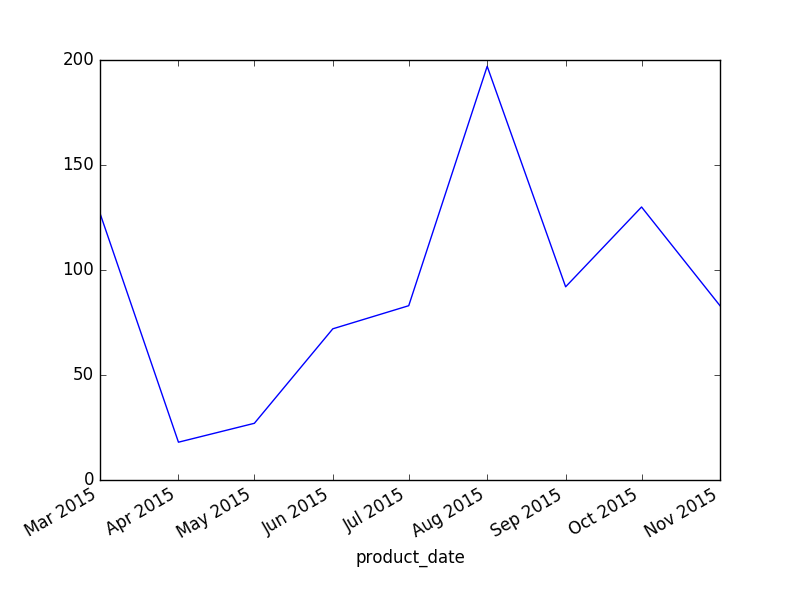 200
150
100
50
0
Mar 2015
Apr 2015
May 2015
Jun 2015
Jul 2015
Aug 2015
Sep 2015
Oct 2015
Nov 2015
product_date